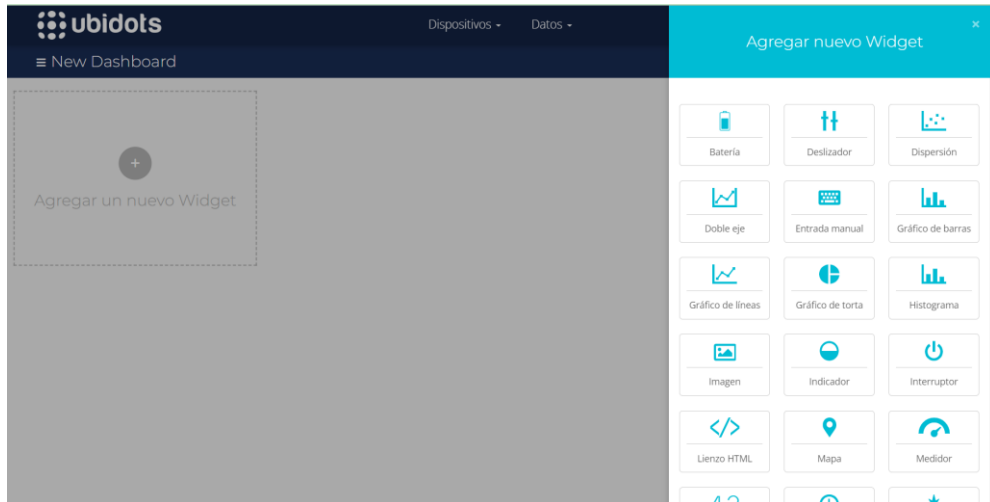 ubidots
Dispositivos
Datos
New Dashboard
Agregar un nuevo Widget
Agregar nuevo Widget
×
Batería
Deslizador
Dispersión
Doble eje
Entrada manual
Gráfico de barras
Gráfico de líneas
Gráfico de torta
Histograma
Imagen
Indicador
Interruptor
</>
Lienzo HTML
Mapa
Medidor